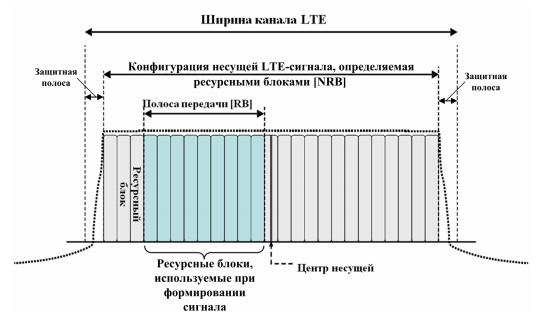 Ширина канала LTE
Конфигурация несущей LTE-сигнала, определяемая
ресурсными блоками [NRB]
Защитная
полоса
Защитная
полоса
Полоса передачи [RB]
Ресурсный
блок
Ресурсные блоки,
используемые при
формировании
сигнала
Центр несущей